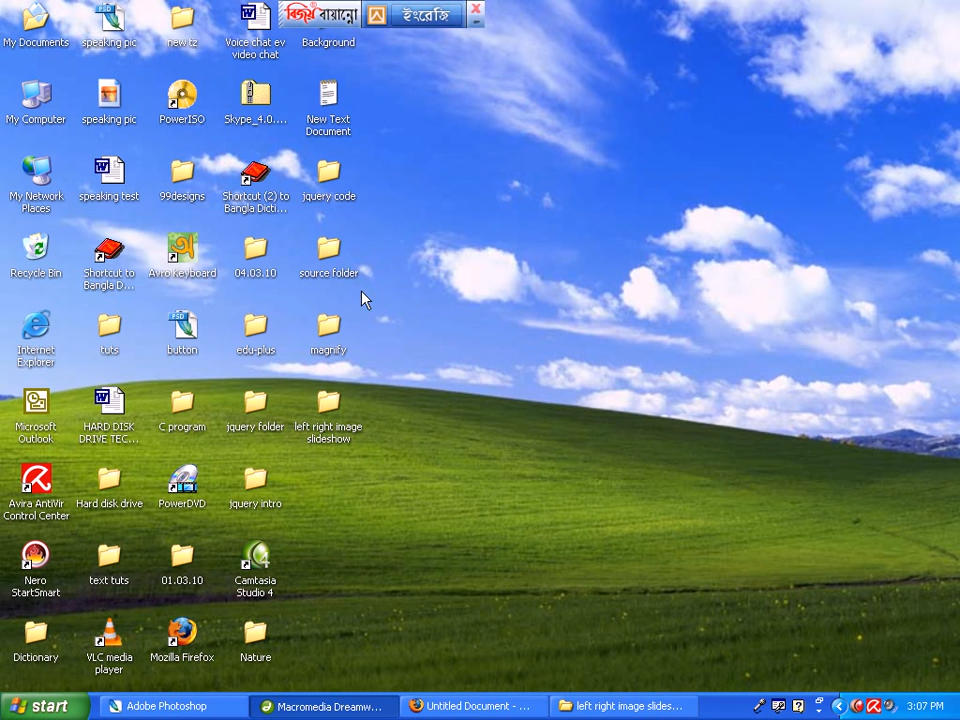 বিজয়® বায়ান্নো ইংরেজি
My Documents
speaking pic
new tz
Voice chat ev
video chat
Background
My Computer
speaking pic
PowerISO
Skype_4.0....
New Text
Document
My Network
Places
speaking test
99designs
Shortcut (2) to
Bangla Dicti...
jquery code
Recycle Bin
Shortcut to
Bangla D...
Avro Keyboard
04.03.10
source folder
Internet
Explorer
tuts
PSD
button
edu-plus
magnify
Microsoft
Outlook
HARD DISK
DRIVE TEC...
C program
jquery folder
left right image
slideshow
Avira AntiVir
Control Center
Hard disk drive
PowerDVD
jquery intro
Nero
StartSmart
text tuts
01.03.10
Camtasia
Studio 4
Dictionary
VLC media
player
Mozilla Firefox
Nature
start
Adobe Photoshop
Macromedia Dreamw...
Untitled Document - ...
left right image slides...
3:07 PM